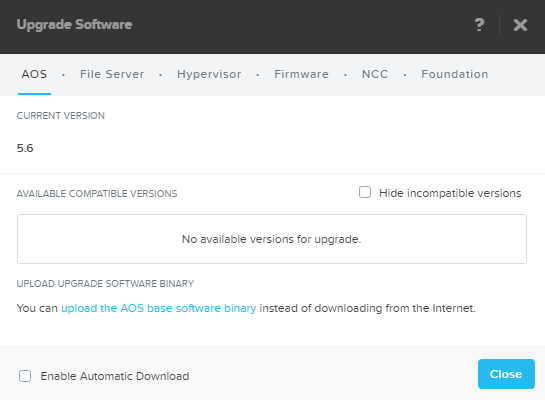 Upgrade Software ? ×
AOS · File Server · Hypervisor · Firmware · NCC · Foundation
CURRENT VERSION
5.6
AVAILABLE COMPATIBLE VERSIONS Hide incompatible versions
No available versions for upgrade.
UPLOAD UPGRADE SOFTWARE BINARY
You can upload the AOS base software binary instead of downloading from the Internet.
Enable Automatic Download Close